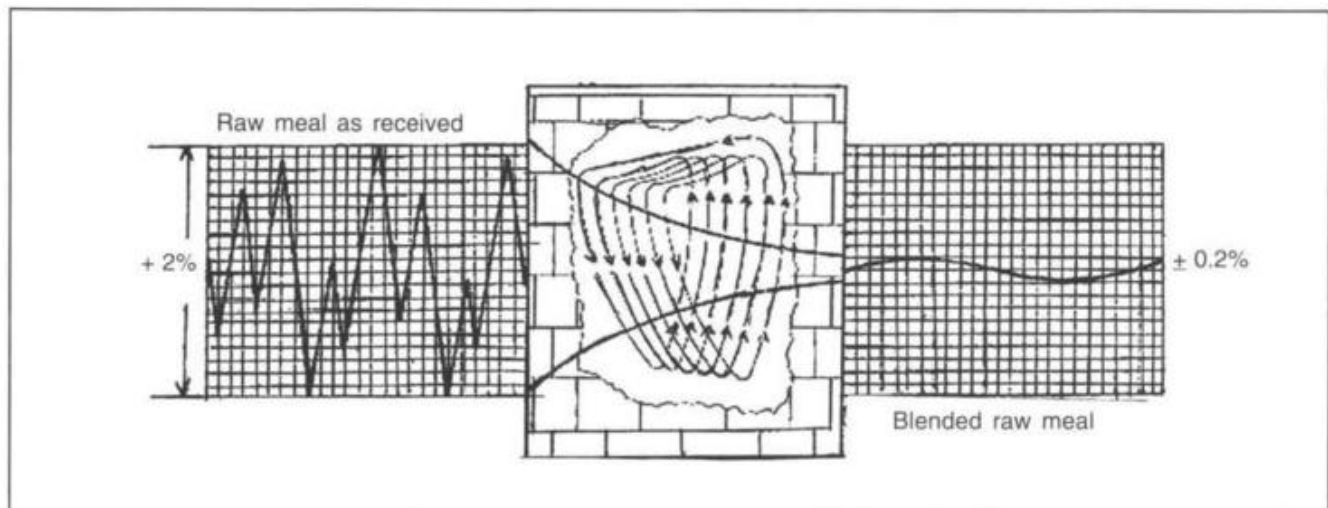 Raw meal as received
+ 2%
± 0.2%
Blended raw meal